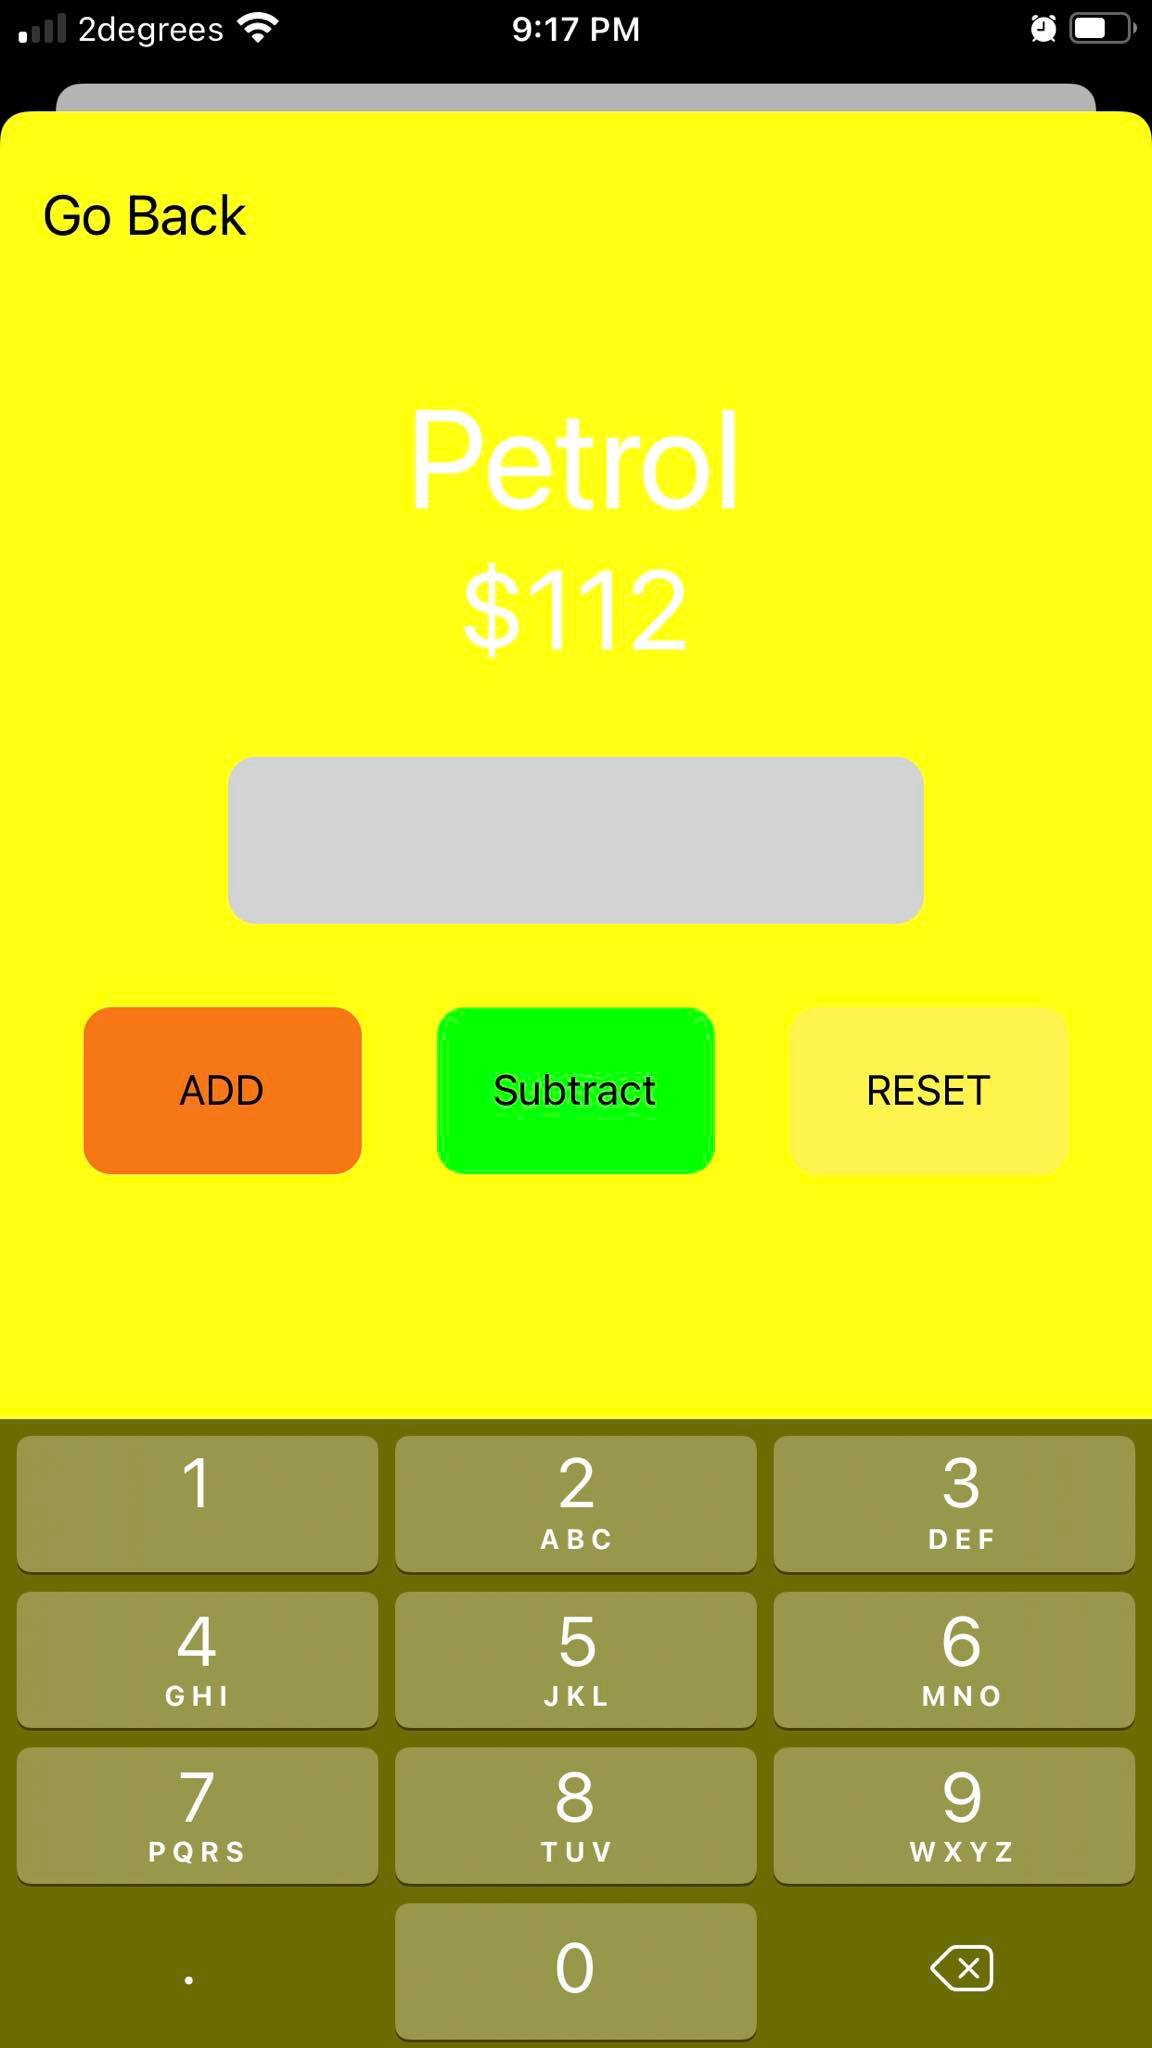 2degrees 9:17 PM
Go Back
Petrol
$112
ADD Subtract RESET
1 2 3
ABC DEF
4 5 6
GHI JKL MNO
7 8 9
PQRS TUV WXYZ
. 0